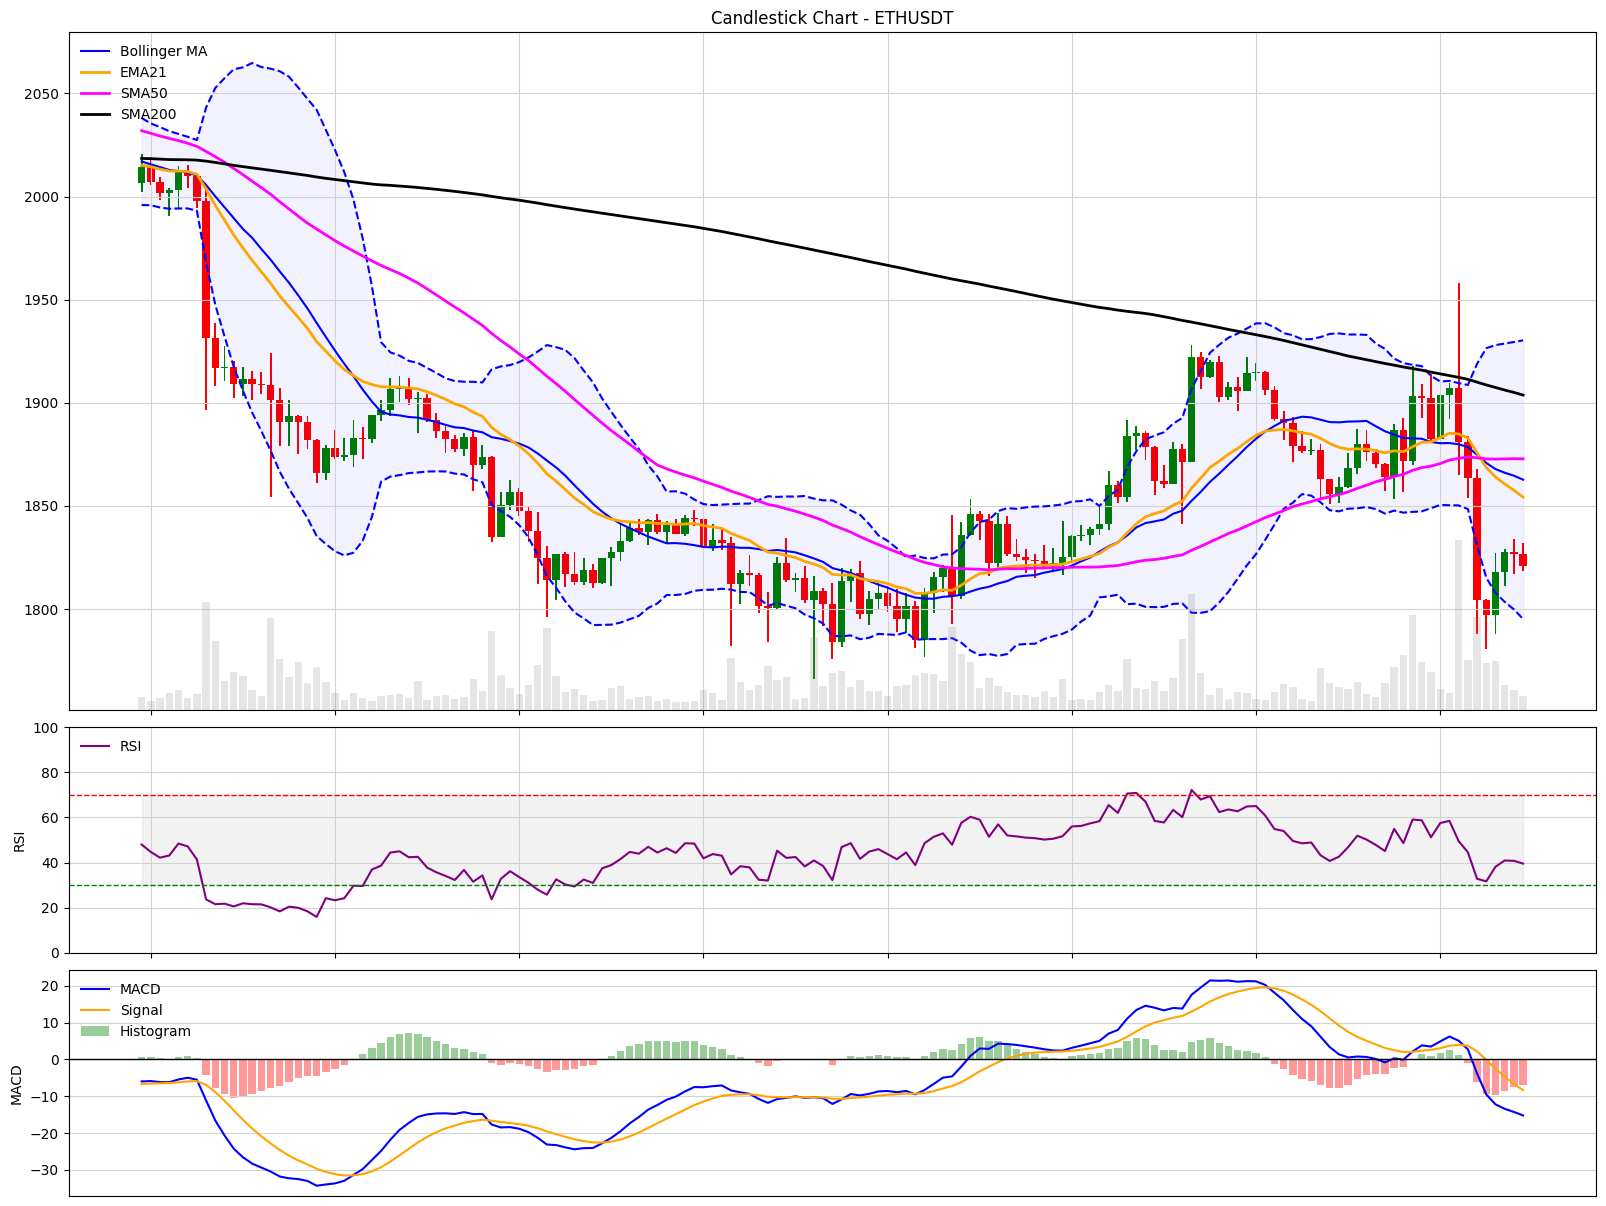 Candlestick Chart - ETHUSDT
Bollinger MA
EMA21
SMA50
SMA200
2050
2000
1950
1900
1850
1800
RSI
100
80
60
40
20
0
RSI
MACD
Signal
Histogram
20
10
0
−10
−20
−30
MACD